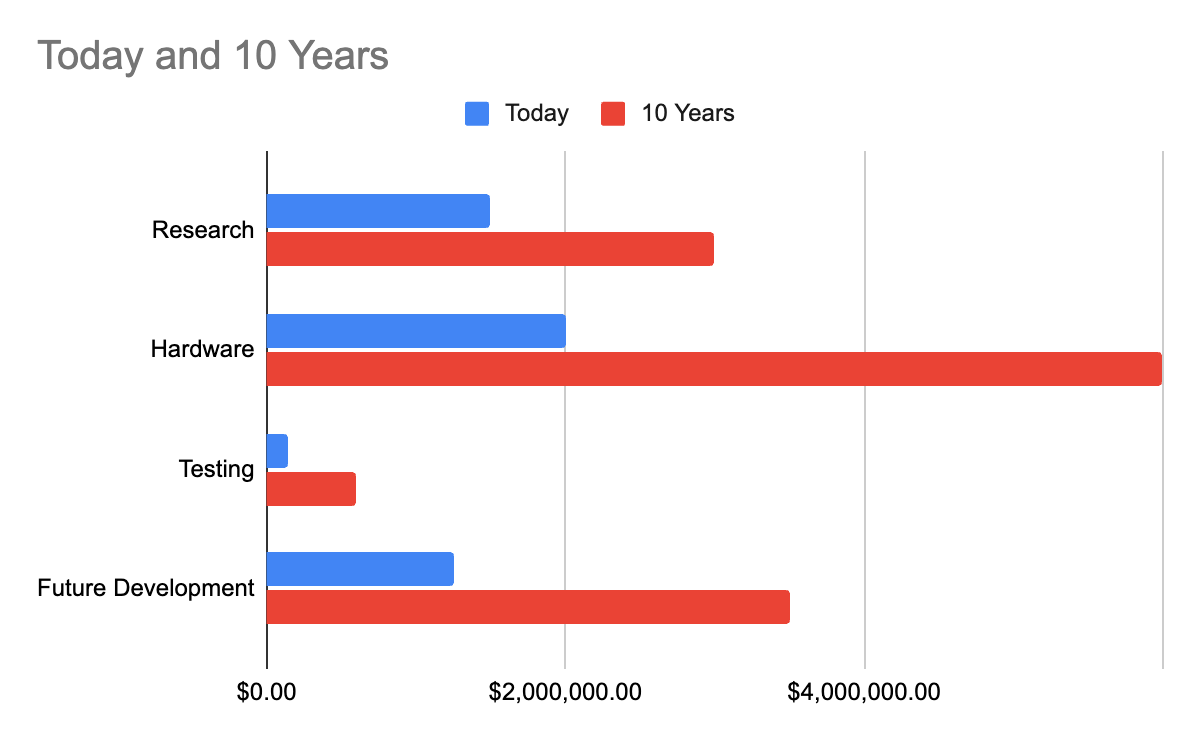 Today and 10 Years
Today 10 Years
Research
Hardware
Testing
Future Development
$0.00 $2,000,000.00 $4,000,000.00